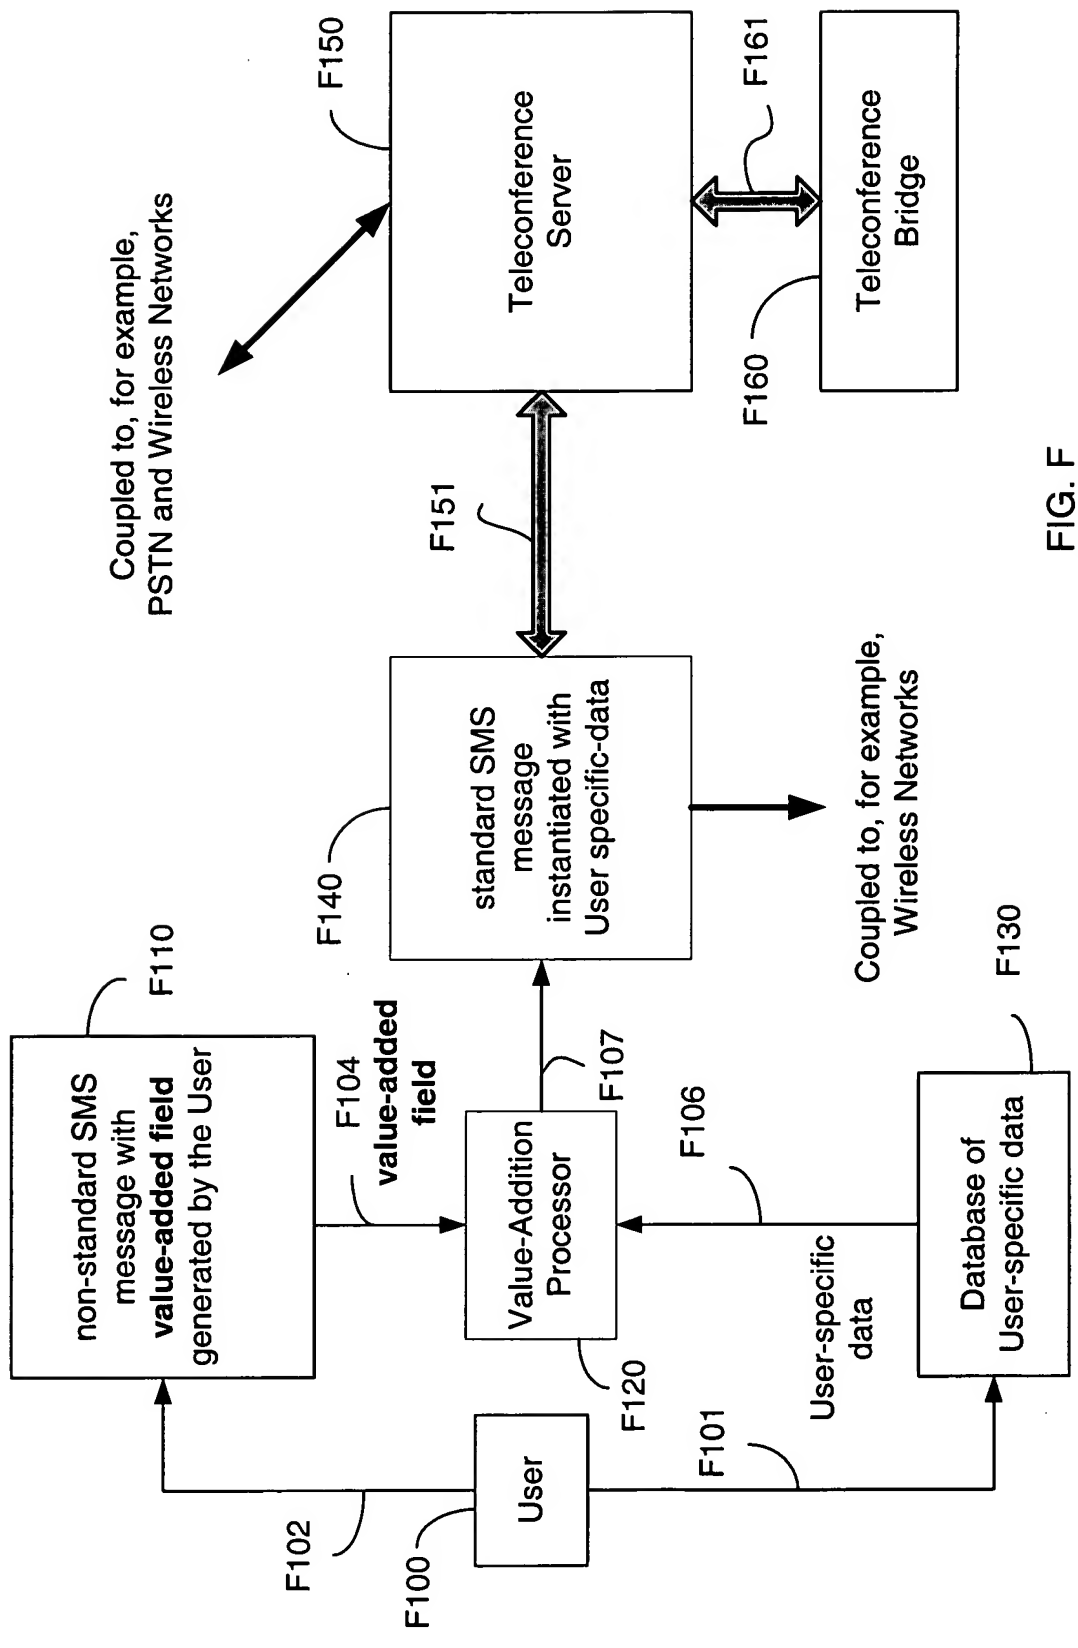 F102
F100
User
F101
non-standard SMS
message with
value-added field
generated by the User
F110
F104
value-added
field
Value-Addition
Processor
F120
F107
F106
User-specific
data
Database of
User-specific data
F130
F140
standard SMS
message
instantiated with
User specific-data
Coupled to, for example,
Wireless Networks
F151
Coupled to, for example,
PSTN and Wireless Networks
F150
Teleconference
Server
F161
F160
Teleconference
Bridge
FIG. F